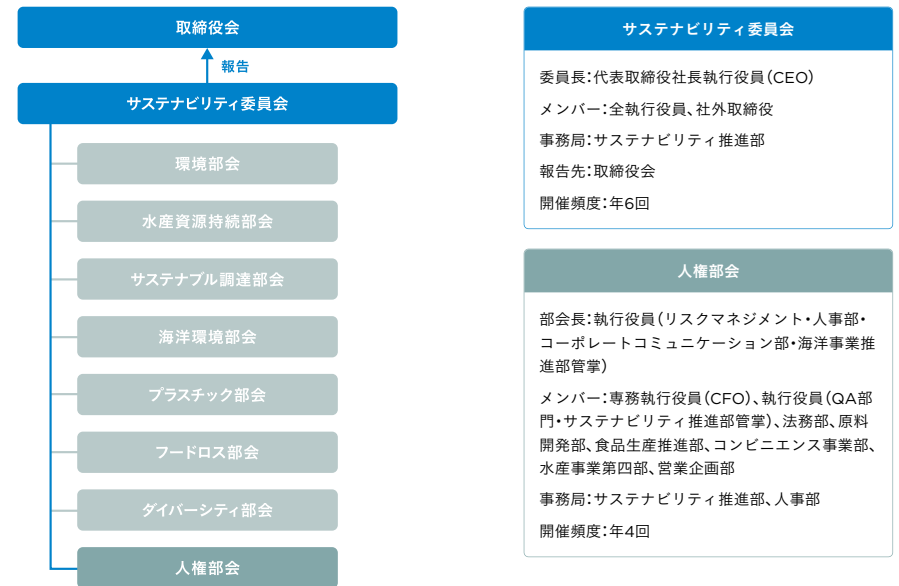 取締役会
報告
サステナビリティ委員会
環境部会
水産資源持続部会
サステナブル調達部会
海洋環境部会
プラスチック部会
フードロス部会
ダイバーシティ部会
人権部会
サステナビリティ委員会
委員長:代表取締役社長執行役員(CEO)
メンバー:全執行役員、社外取締役
事務局:サステナビリティ推進部
報告先:取締役会
開催頻度:年6回
人権部会
部会長:執行役員(リスクマネジメント・人事部・
コーポレートコミュニケーション部・海洋事業推
進部管掌)
メンバー:専務執行役員(CFO)、執行役員(QA部
門・サステナビリティ推進部管掌)、法務部、原料
開発部、食品生産推進部、コンビニエンス事業部、
水産事業第四部、営業企画部
事務局:サステナビリティ推進部、人事部
開催頻度:年4回